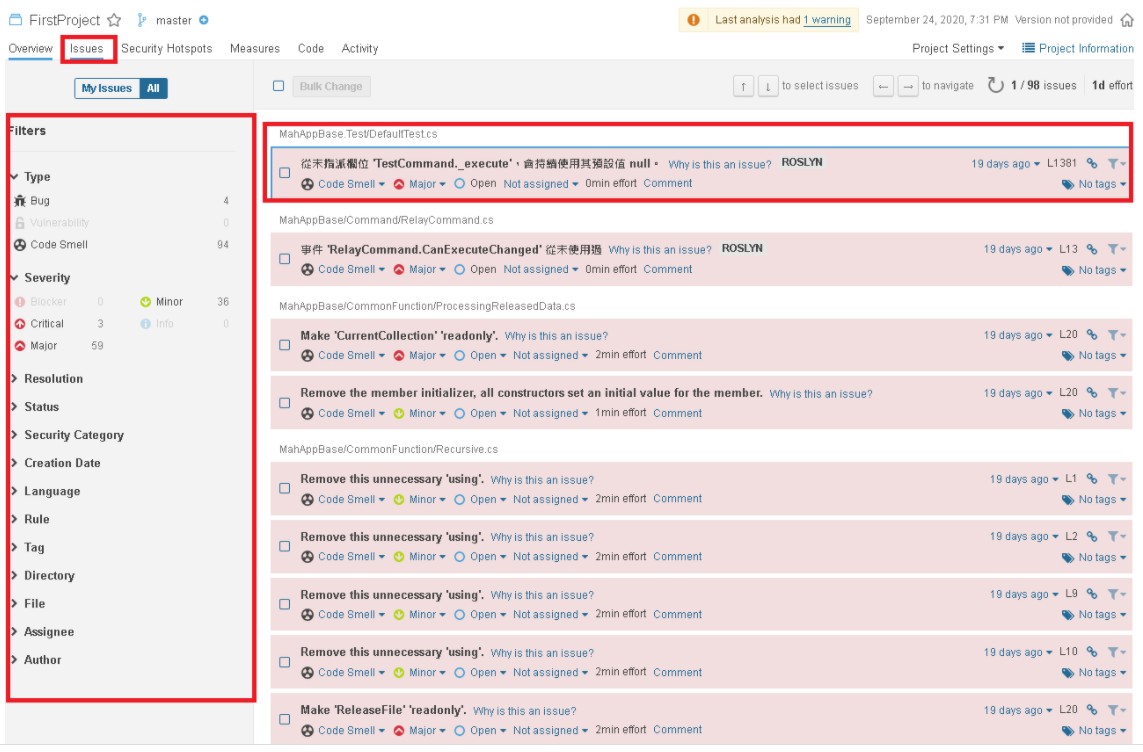 FirstProject master Last analysis had 1 warning September 24, 2020, 7:31 PM Version not provided
Overview Issues Security Hotspots Measures Code Activity Project Settings Project Information
My Issues All
Bulk Change ↑ ↓ to select issues ← → to navigate 1 / 98 issues 1d effort
Filters
Type
Bug 4
Vulnerability 0
Code Smell 94
Severity
Blocker 0 Minor 36
Critical 3 Info 0
Major 59
Resolution
Status
Security Category
Creation Date
Language
Rule
Tag
Directory
File
Assignee
Author
MahAppBase.Test/DefaultTest.cs
從未指派欄位 'TestCommand._execute'，會持續使用其預設值 null。 Why is this an issue? ROSLYN 19 days ago L1381
Code Smell Major Open Not assigned 0min effort Comment No tags
MahAppBase/Command/RelayCommand.cs
事件 'RelayCommand.CanExecuteChanged' 從未使用過 Why is this an issue? ROSLYN 19 days ago L13
Code Smell Major Open Not assigned 0min effort Comment No tags
MahAppBase/CommonFunction/ProcessingReleasedData.cs
Make 'CurrentCollection' 'readonly'. Why is this an issue? 19 days ago L20
Code Smell Major Open Not assigned 2min effort Comment No tags
Remove the member initializer, all constructors set an initial value for the member. Why is this an issue? 19 days ago L20
Code Smell Minor Open Not assigned 1min effort Comment No tags
MahAppBase/CommonFunction/Recursive.cs
Remove this unnecessary 'using'. Why is this an issue? 19 days ago L1
Code Smell Minor Open Not assigned 2min effort Comment No tags
Remove this unnecessary 'using'. Why is this an issue? 19 days ago L2
Code Smell Minor Open Not assigned 2min effort Comment No tags
Remove this unnecessary 'using'. Why is this an issue? 19 days ago L9
Code Smell Minor Open Not assigned 2min effort Comment No tags
Remove this unnecessary 'using'. Why is this an issue? 19 days ago L10
Code Smell Minor Open Not assigned 2min effort Comment No tags
Make 'ReleaseFile' 'readonly'. Why is this an issue? 19 days ago L20
Code Smell Major Open Not assigned 2min effort Comment No tags